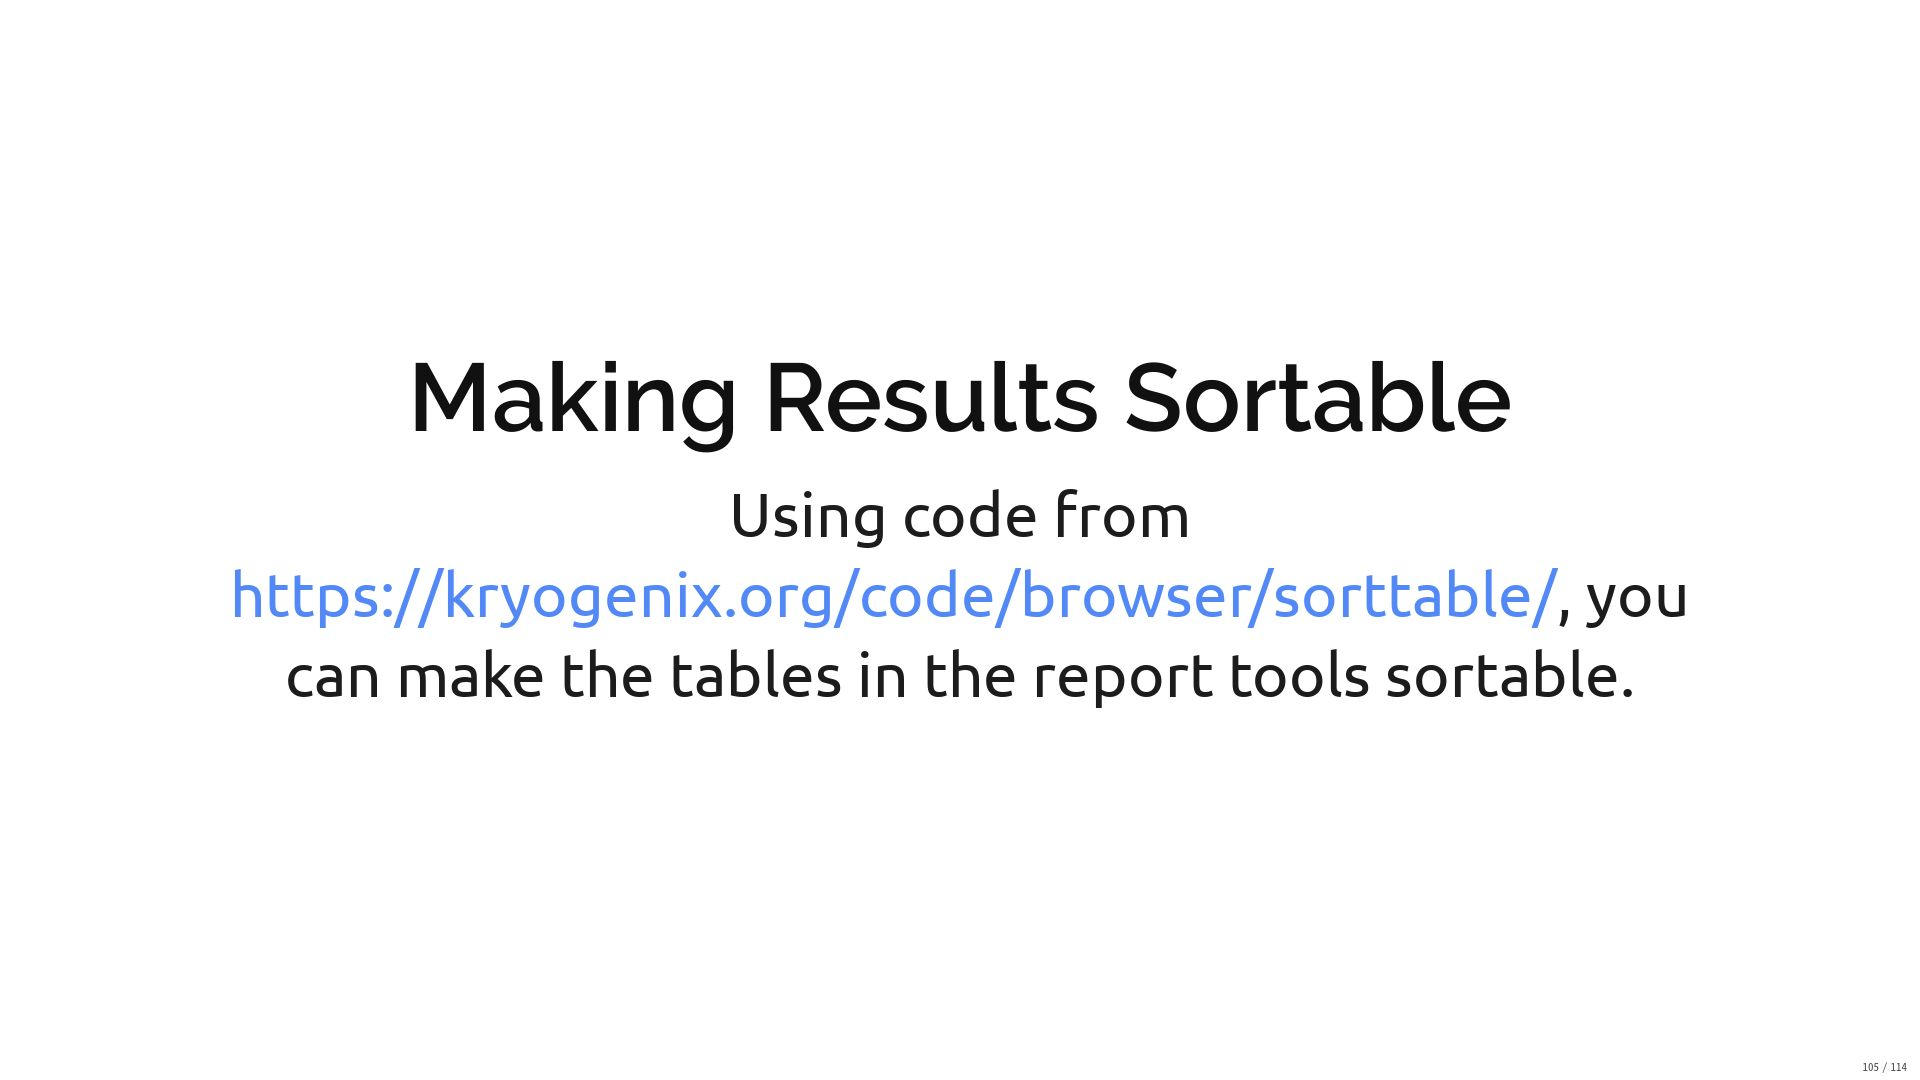 Making Results Sortable
Using code from
https://kryogenix.org/code/browser/sorttable/, you
can make the tables in the report tools sortable.
105 / 114